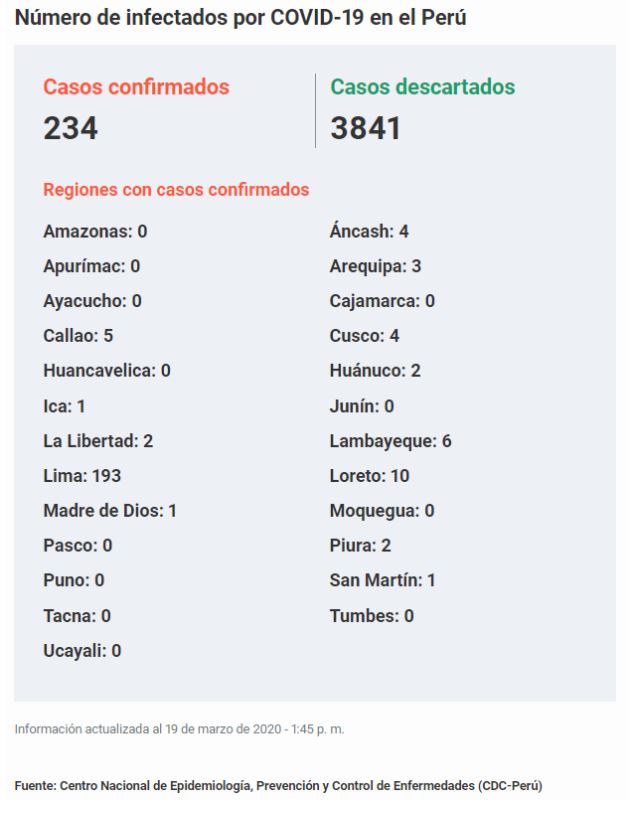 Número de infectados por COVID-19 en el Perú
Casos confirmados
234
Casos descartados
3841
Regiones con casos confirmados
Amazonas: 0
Áncash: 4
Apurímac: 0
Arequipa: 3
Ayacucho: 0
Cajamarca: 0
Callao: 5
Cusco: 4
Huancavelica: 0
Huánuco: 2
Ica: 1
Junín: 0
La Libertad: 2
Lambayeque: 6
Lima: 193
Loreto: 10
Madre de Dios: 1
Moquegua: 0
Pasco: 0
Piura: 2
Puno: 0
San Martín: 1
Tacna: 0
Tumbes: 0
Ucayali: 0
Información actualizada al 19 de marzo de 2020 - 1:45 p. m.
Fuente: Centro Nacional de Epidemiología, Prevención y Control de Enfermedades (CDC-Perú)